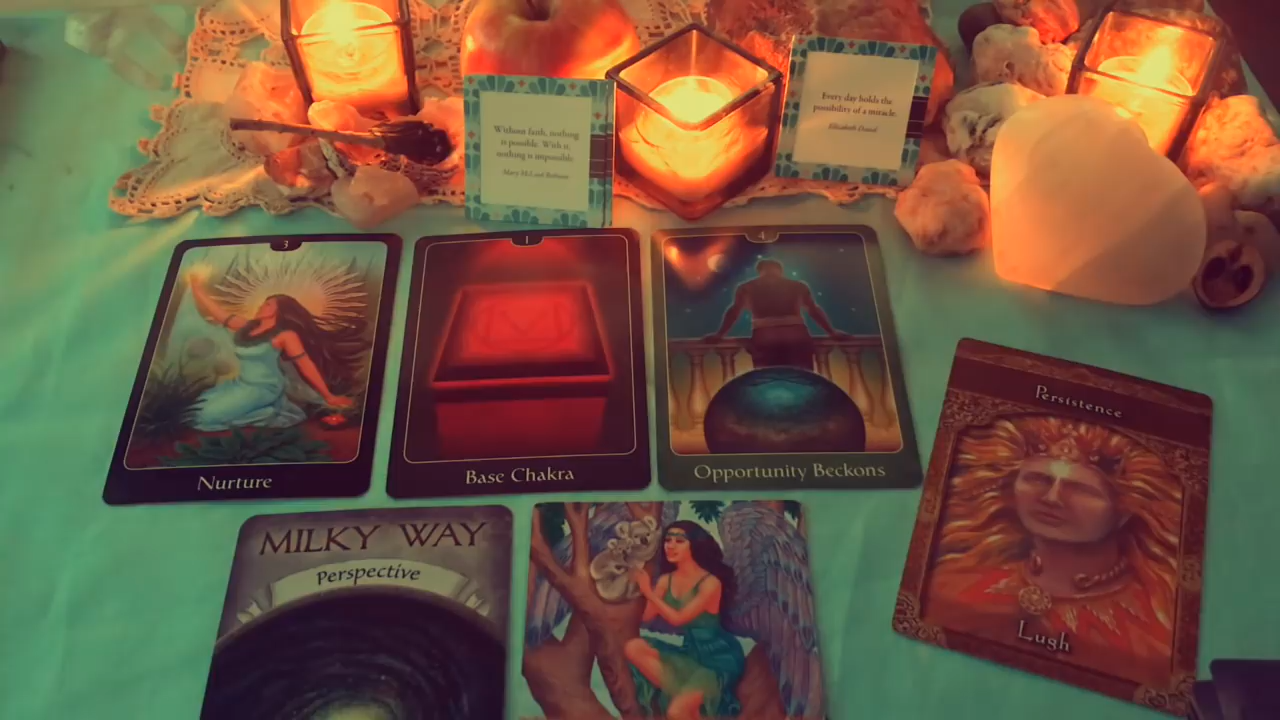 Without faith, nothing
is possible. With it,
nothing is impossible.
Every day holds the
possibility of a miracle.
3
Nurture
1
Base Chakra
4
Opportunity Beckons
Persistence
Lugh
MILKY WAY
Perspective